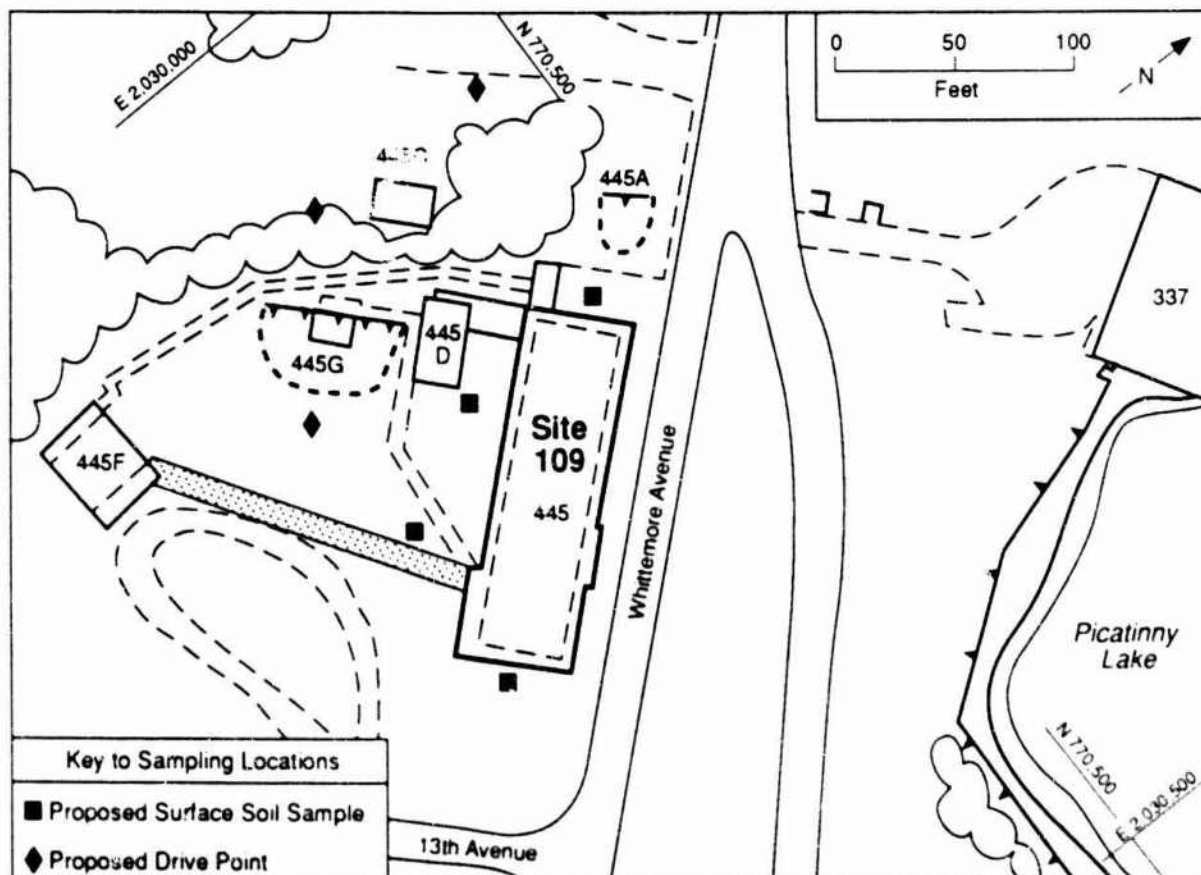 E 2.030.000
N 770.500
0 50 100
Feet
N
445A
337
445G
445
D
445F
Site
109
445
Whittemore Avenue
Picatinny
Lake
N 770.500
E 2.030.500
Key to Sampling Locations
Proposed Surface Soil Sample
Proposed Drive Point
13th Avenue